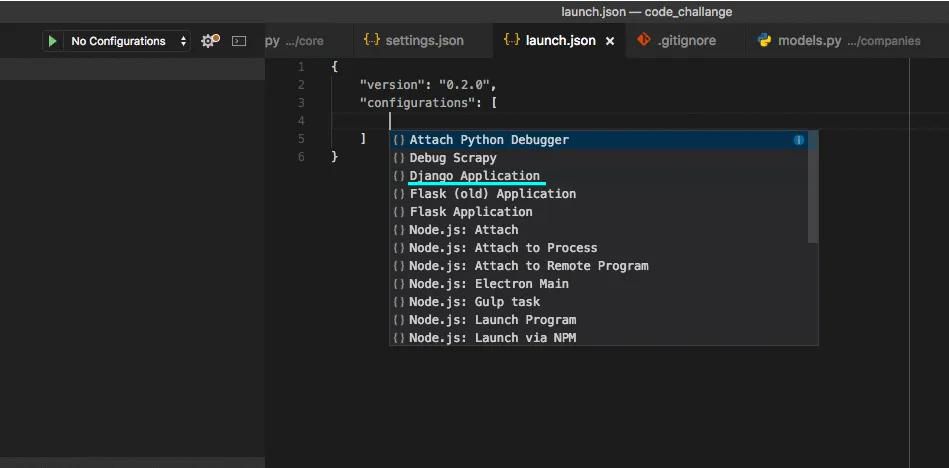 launch.json — code_challange
No Configurations
py .../core
settings.json
launch.json
.gitignore
models.py .../companies
1 {
2 "version": "0.2.0",
3 "configurations": [
4
5 ]
6 }
Attach Python Debugger
Debug Scrapy
Django Application
Flask (old) Application
Flask Application
Node.js: Attach
Node.js: Attach to Process
Node.js: Attach to Remote Program
Node.js: Electron Main
Node.js: Gulp task
Node.js: Launch Program
Node.js: Launch via NPM